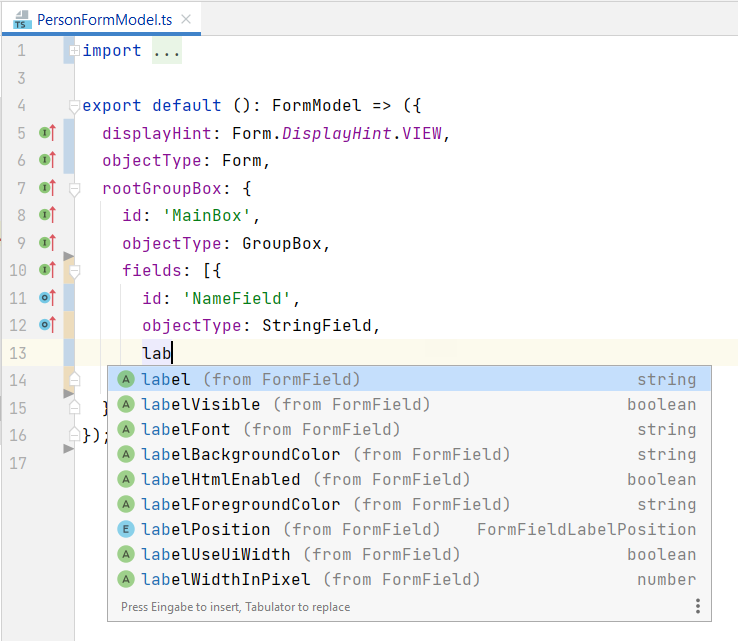 TS PersonFormModel.ts
1 import ...
3
4 export default (): FormModel => ({
5 I displayHint: Form.DisplayHint.VIEW,
6 I objectType: Form,
7 I rootGroupBox: {
8 I id: 'MainBox',
9 I objectType: GroupBox,
10 I fields: [{
11 O id: 'NameField',
12 O objectType: StringField,
13 lab
14
15 }
16 });
17
A label (from FormField) string
A labelVisible (from FormField) boolean
A labelFont (from FormField) string
A labelBackgroundColor (from FormField) string
A labelHtmlEnabled (from FormField) boolean
A labelForegroundColor (from FormField) string
E labelPosition (from FormField) FormFieldLabelPosition
A labelUseUiWidth (from FormField) boolean
A labelWidthInPixel (from FormField) number
Press Eingabe to insert, Tabulator to replace